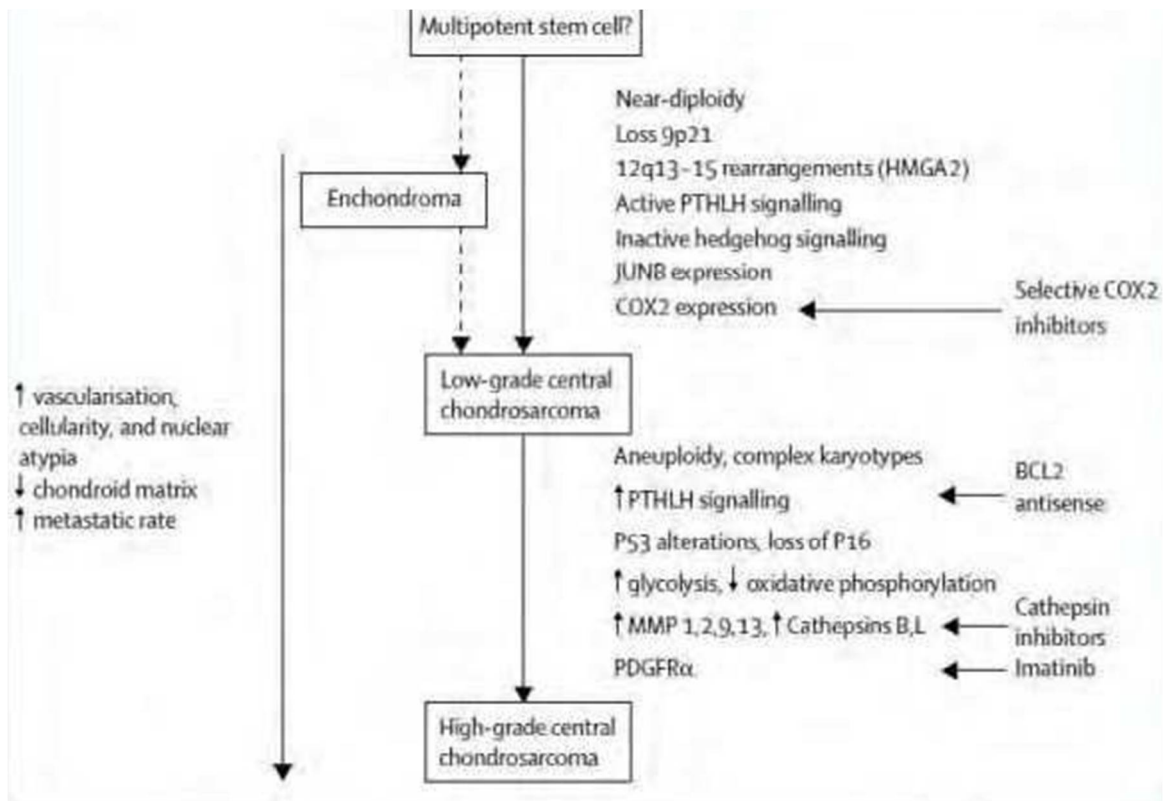 Multipotent stem cell?
Near-diploidy
Loss 9p21
12q13-15 rearrangements (HMGA2)
Enchondroma
Active PTHLH signalling
Inactive hedgehog signalling
JUNB expression
COX2 expression
Selective COX2
inhibitors
Low-grade central
chondrosarcoma
↑ vascularisation,
cellularity, and nuclear
atypia
↓ chondroid matrix
↑ metastatic rate
Aneuploidy, complex karyotypes
↑PTHLH signalling
BCL2
antisense
P53 alterations, loss of P16
↑ glycolysis, ↓ oxidative phosphorylation
↑ MMP 1,2,9,13, ↑ Cathepsins B,L
Cathepsin
inhibitors
PDGFRα
Imatinib
High-grade central
chondrosarcoma